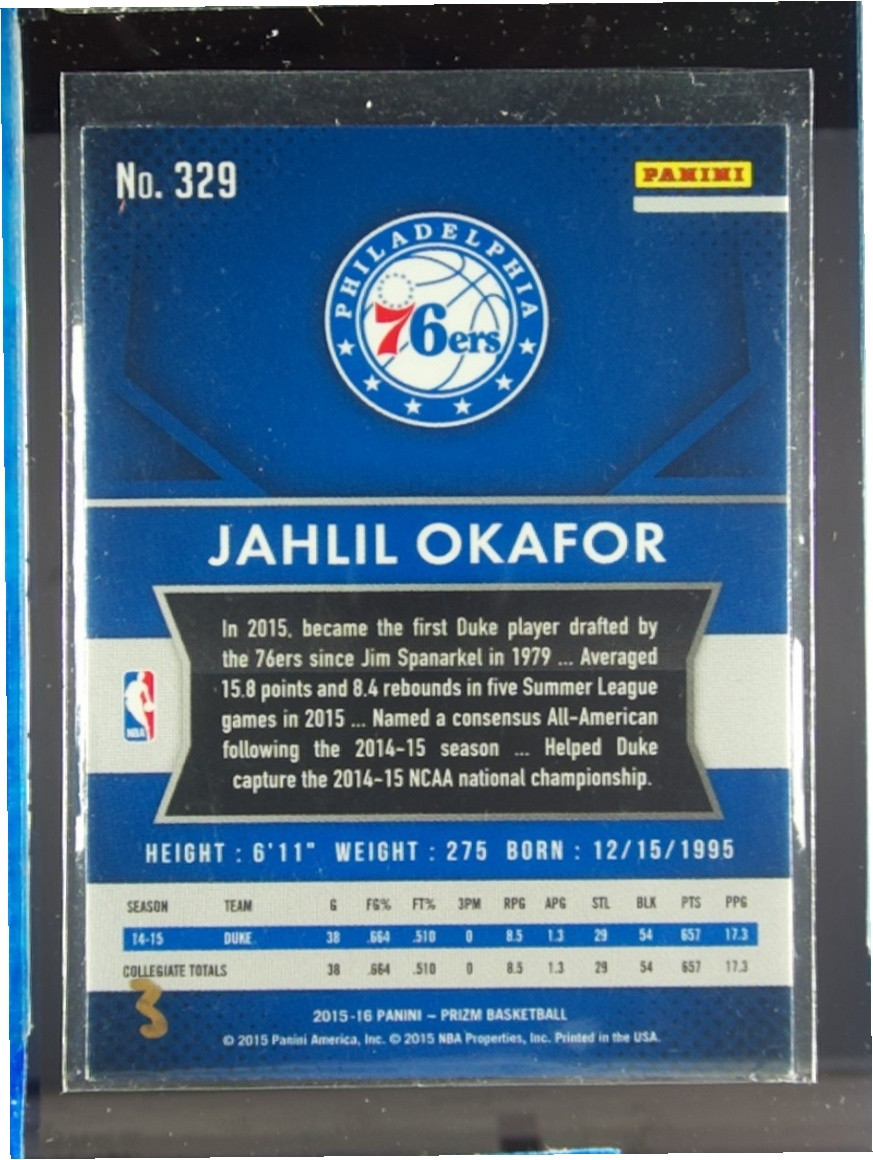 No. 329
PANINI
PHILADELPHIA
76ers
JAHLIL OKAFOR
In 2015, became the first Duke player drafted by
the 76ers since Jim Spanarkel in 1979 ... Averaged
15.8 points and 8.4 rebounds in five Summer League
games in 2015 ... Named a consensus All-American
following the 2014-15 season ... Helped Duke
capture the 2014-15 NCAA national championship.
NBA
HEIGHT : 6'11" WEIGHT : 275 BORN : 12/15/1995
SEASON TEAM G FG% FT% 3PM RPG APG STL BLK PTS PPG
14-15 DUKE 38 .664 .510 0 8.5 1.3 29 54 657 17.3
COLLEGIATE TOTALS 38 .664 .510 0 8.5 1.3 29 54 657 17.3
3
2015-16 PANINI – PRIZM BASKETBALL
© 2015 Panini America, Inc. © 2015 NBA Properties, Inc. Printed in the USA.